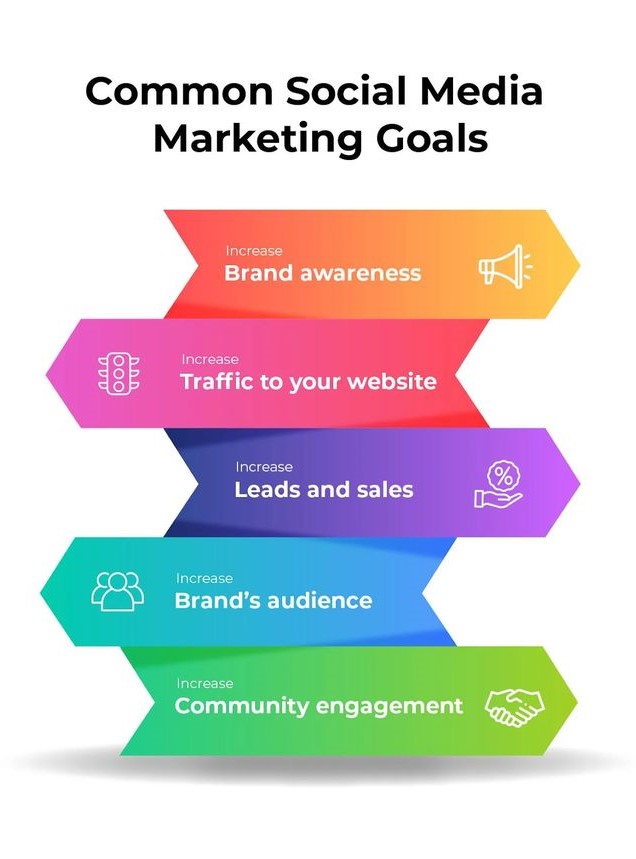 Common Social Media
Marketing Goals
Increase
Brand awareness
Increase
Traffic to your website
Increase
Leads and sales
%
Increase
Brand’s audience
Increase
Community engagement